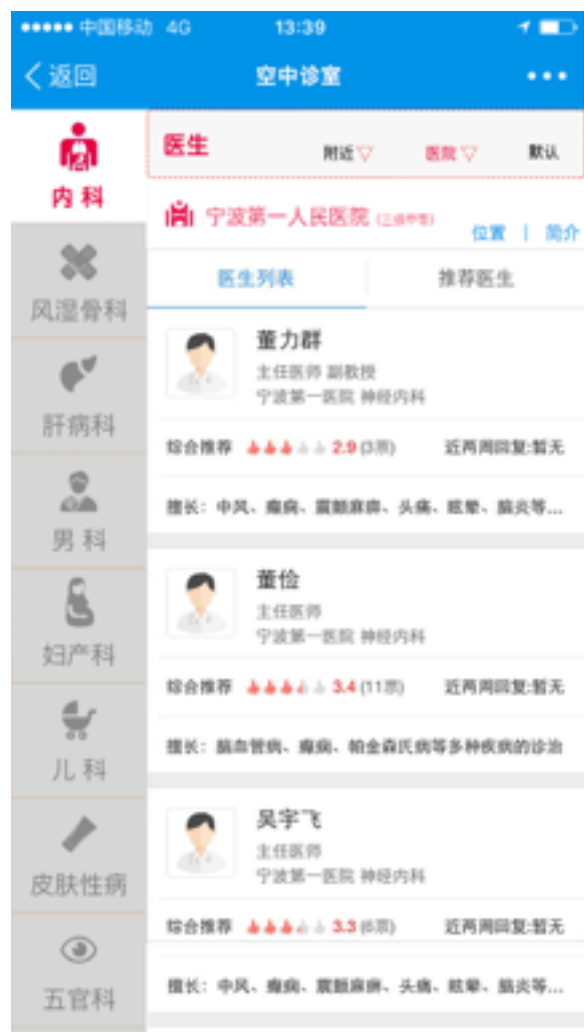 中国移动 4G 13:39
返回 空中诊室
内科
风湿骨科
肝病科
男科
妇产科
儿科
皮肤性病
五官科
医生 附近 医院 默认
宁波第一人民医院 (三级甲等)
位置 | 简介
医生列表 推荐医生
董力群
主任医师 副教授
宁波第一医院 神经内科
综合推荐 2.9 (3票) 近两周回复:暂无
擅长：中风、癫痫、震颤麻痹、头痛、眩晕、脑炎等...
董俭
主任医师
宁波第一医院 神经内科
综合推荐 3.4 (11票) 近两周回复:暂无
擅长：脑血管病、癫痫、帕金森氏病等多种疾病的诊治
吴宇飞
主任医师
宁波第一医院 神经内科
综合推荐 3.3 (6票) 近两周回复:暂无
擅长：中风、癫痫、震颤麻痹、头痛、眩晕、脑炎等...